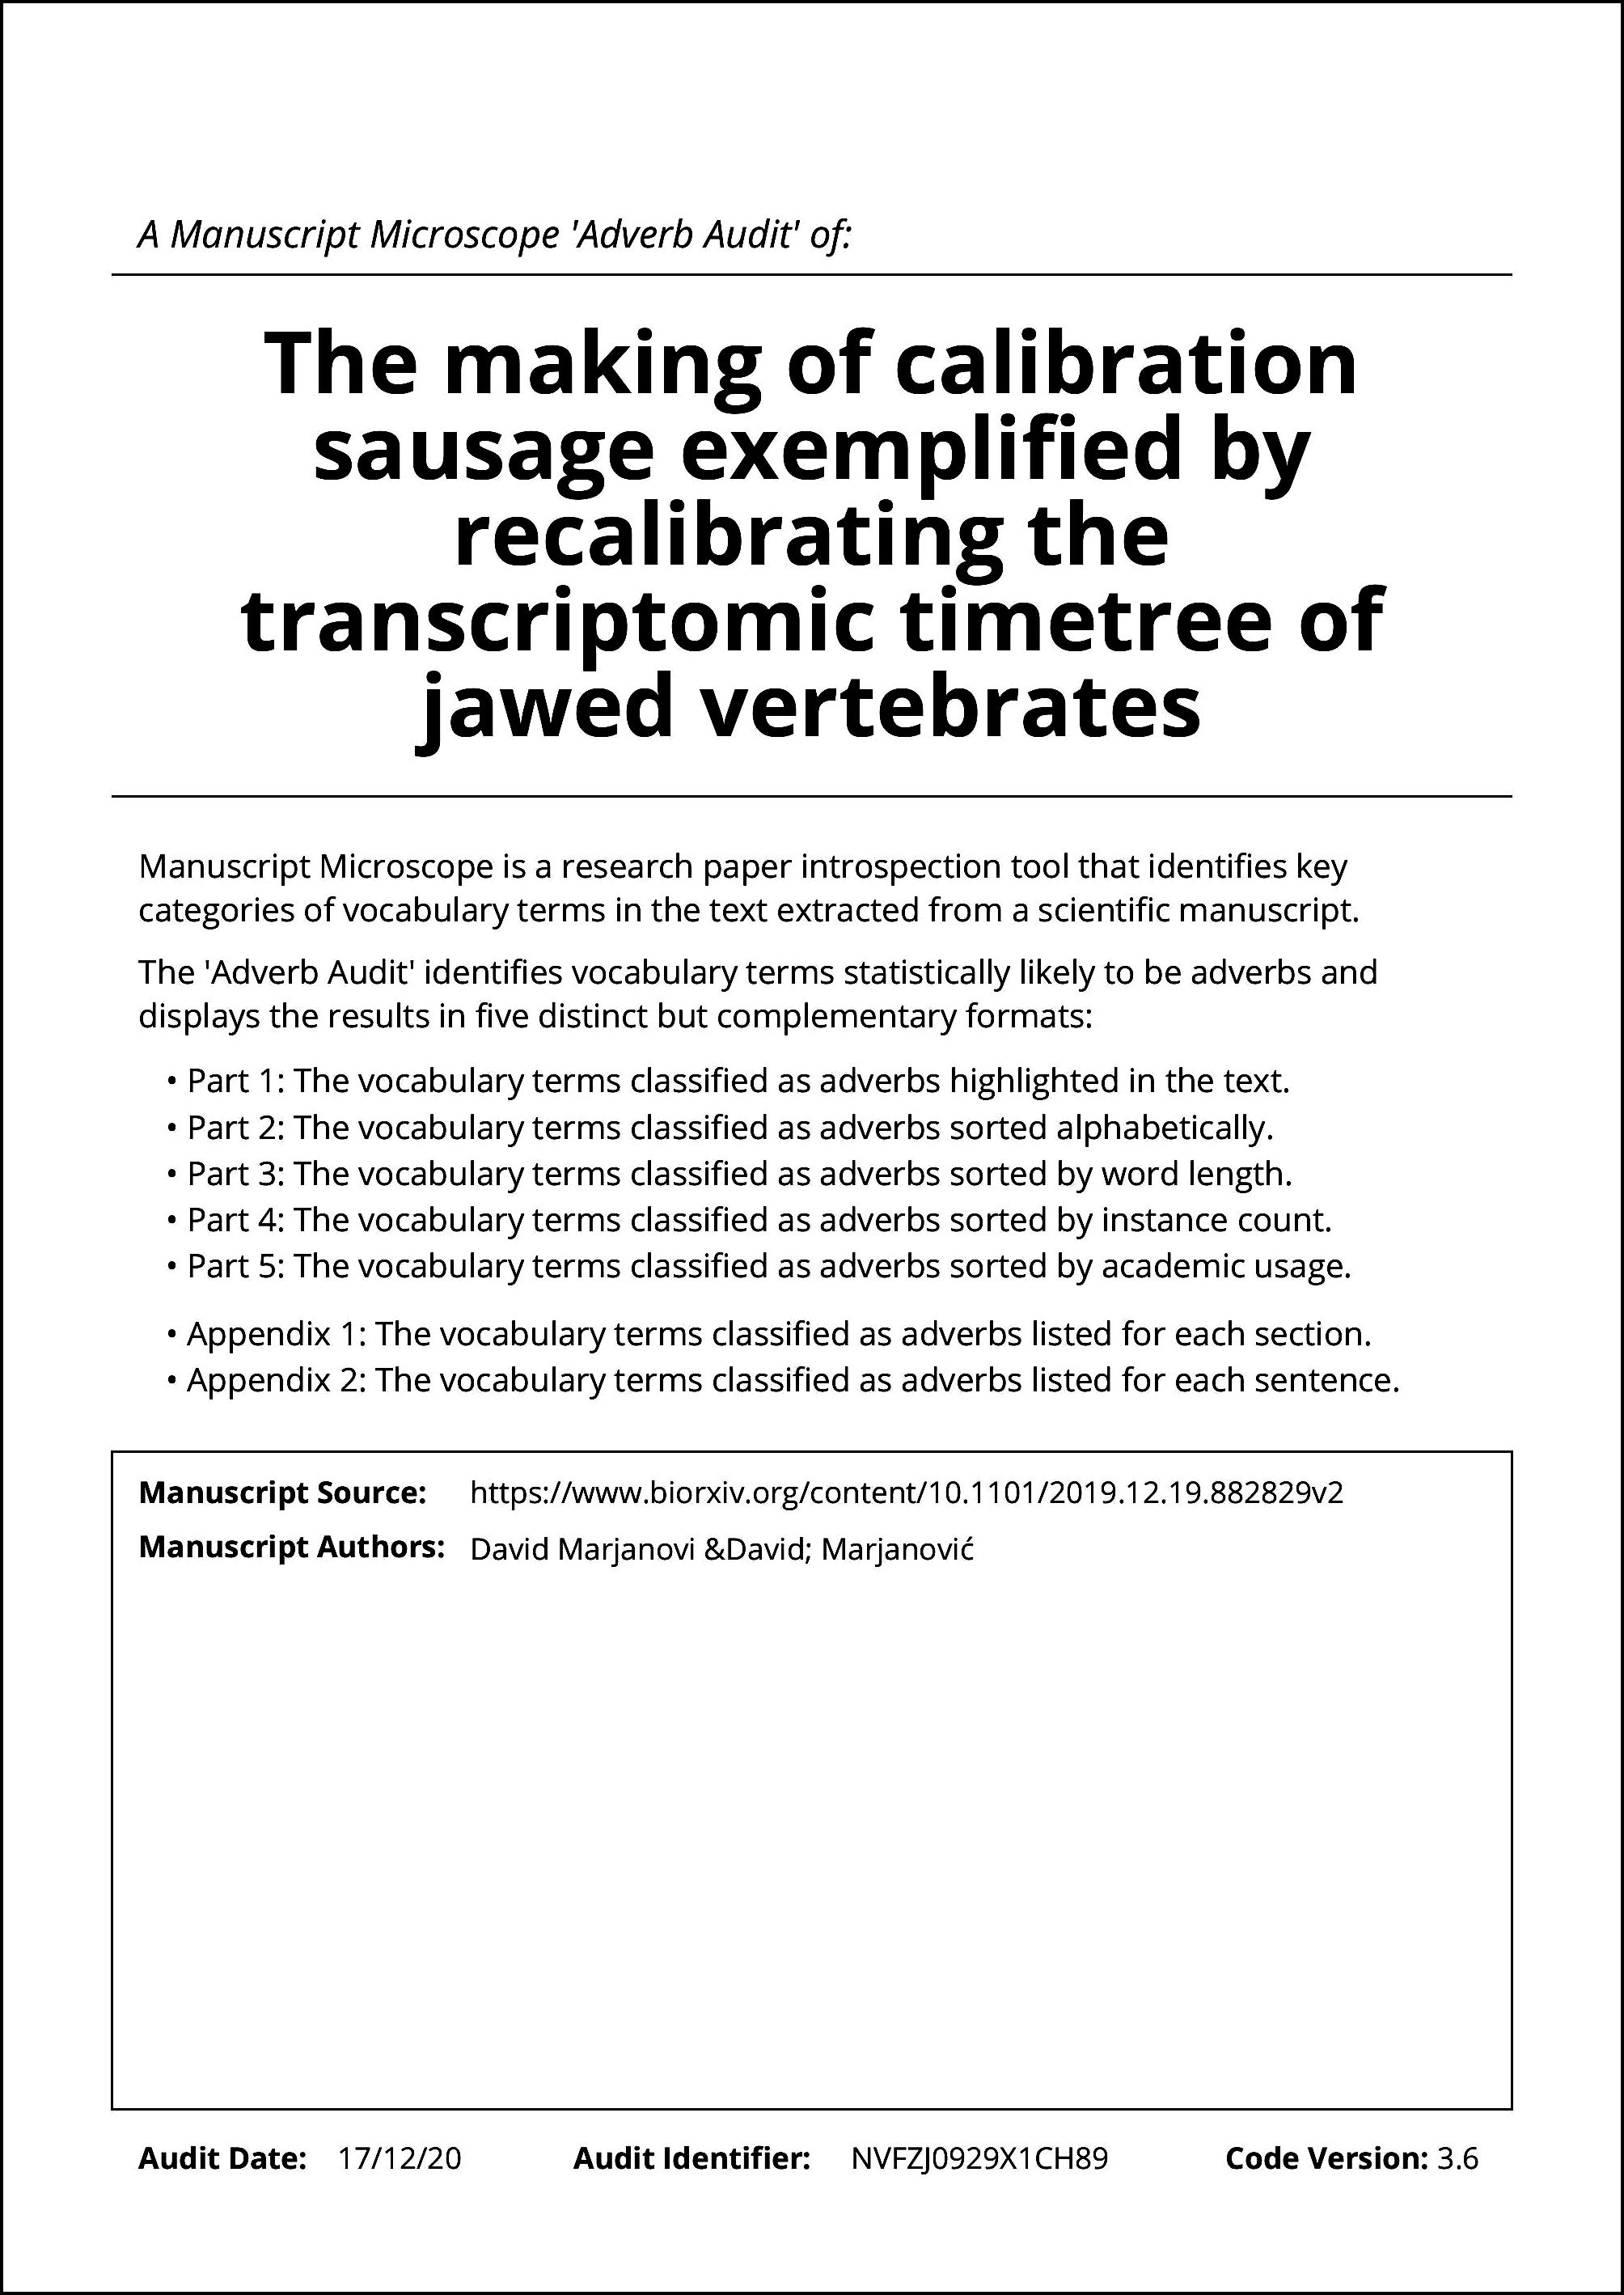 A Manuscript Microscope 'Adverb Audit' of:
The making of calibration
sausage exemplified by
recalibrating the
transcriptomic timetree of
jawed vertebrates
Manuscript Microscope is a research paper introspection tool that identifies key
categories of vocabulary terms in the text extracted from a scientific manuscript.
The 'Adverb Audit' identifies vocabulary terms statistically likely to be adverbs and
displays the results in five distinct but complementary formats:
• Part 1: The vocabulary terms classified as adverbs highlighted in the text.
• Part 2: The vocabulary terms classified as adverbs sorted alphabetically.
• Part 3: The vocabulary terms classified as adverbs sorted by word length.
• Part 4: The vocabulary terms classified as adverbs sorted by instance count.
• Part 5: The vocabulary terms classified as adverbs sorted by academic usage.
• Appendix 1: The vocabulary terms classified as adverbs listed for each section.
• Appendix 2: The vocabulary terms classified as adverbs listed for each sentence.
Manuscript Source: https://www.biorxiv.org/content/10.1101/2019.12.19.882829v2
Manuscript Authors: David Marjanovi &David; Marjanović
Audit Date: 17/12/20 Audit Identifier: NVFZJ0929X1CH89 Code Version: 3.6